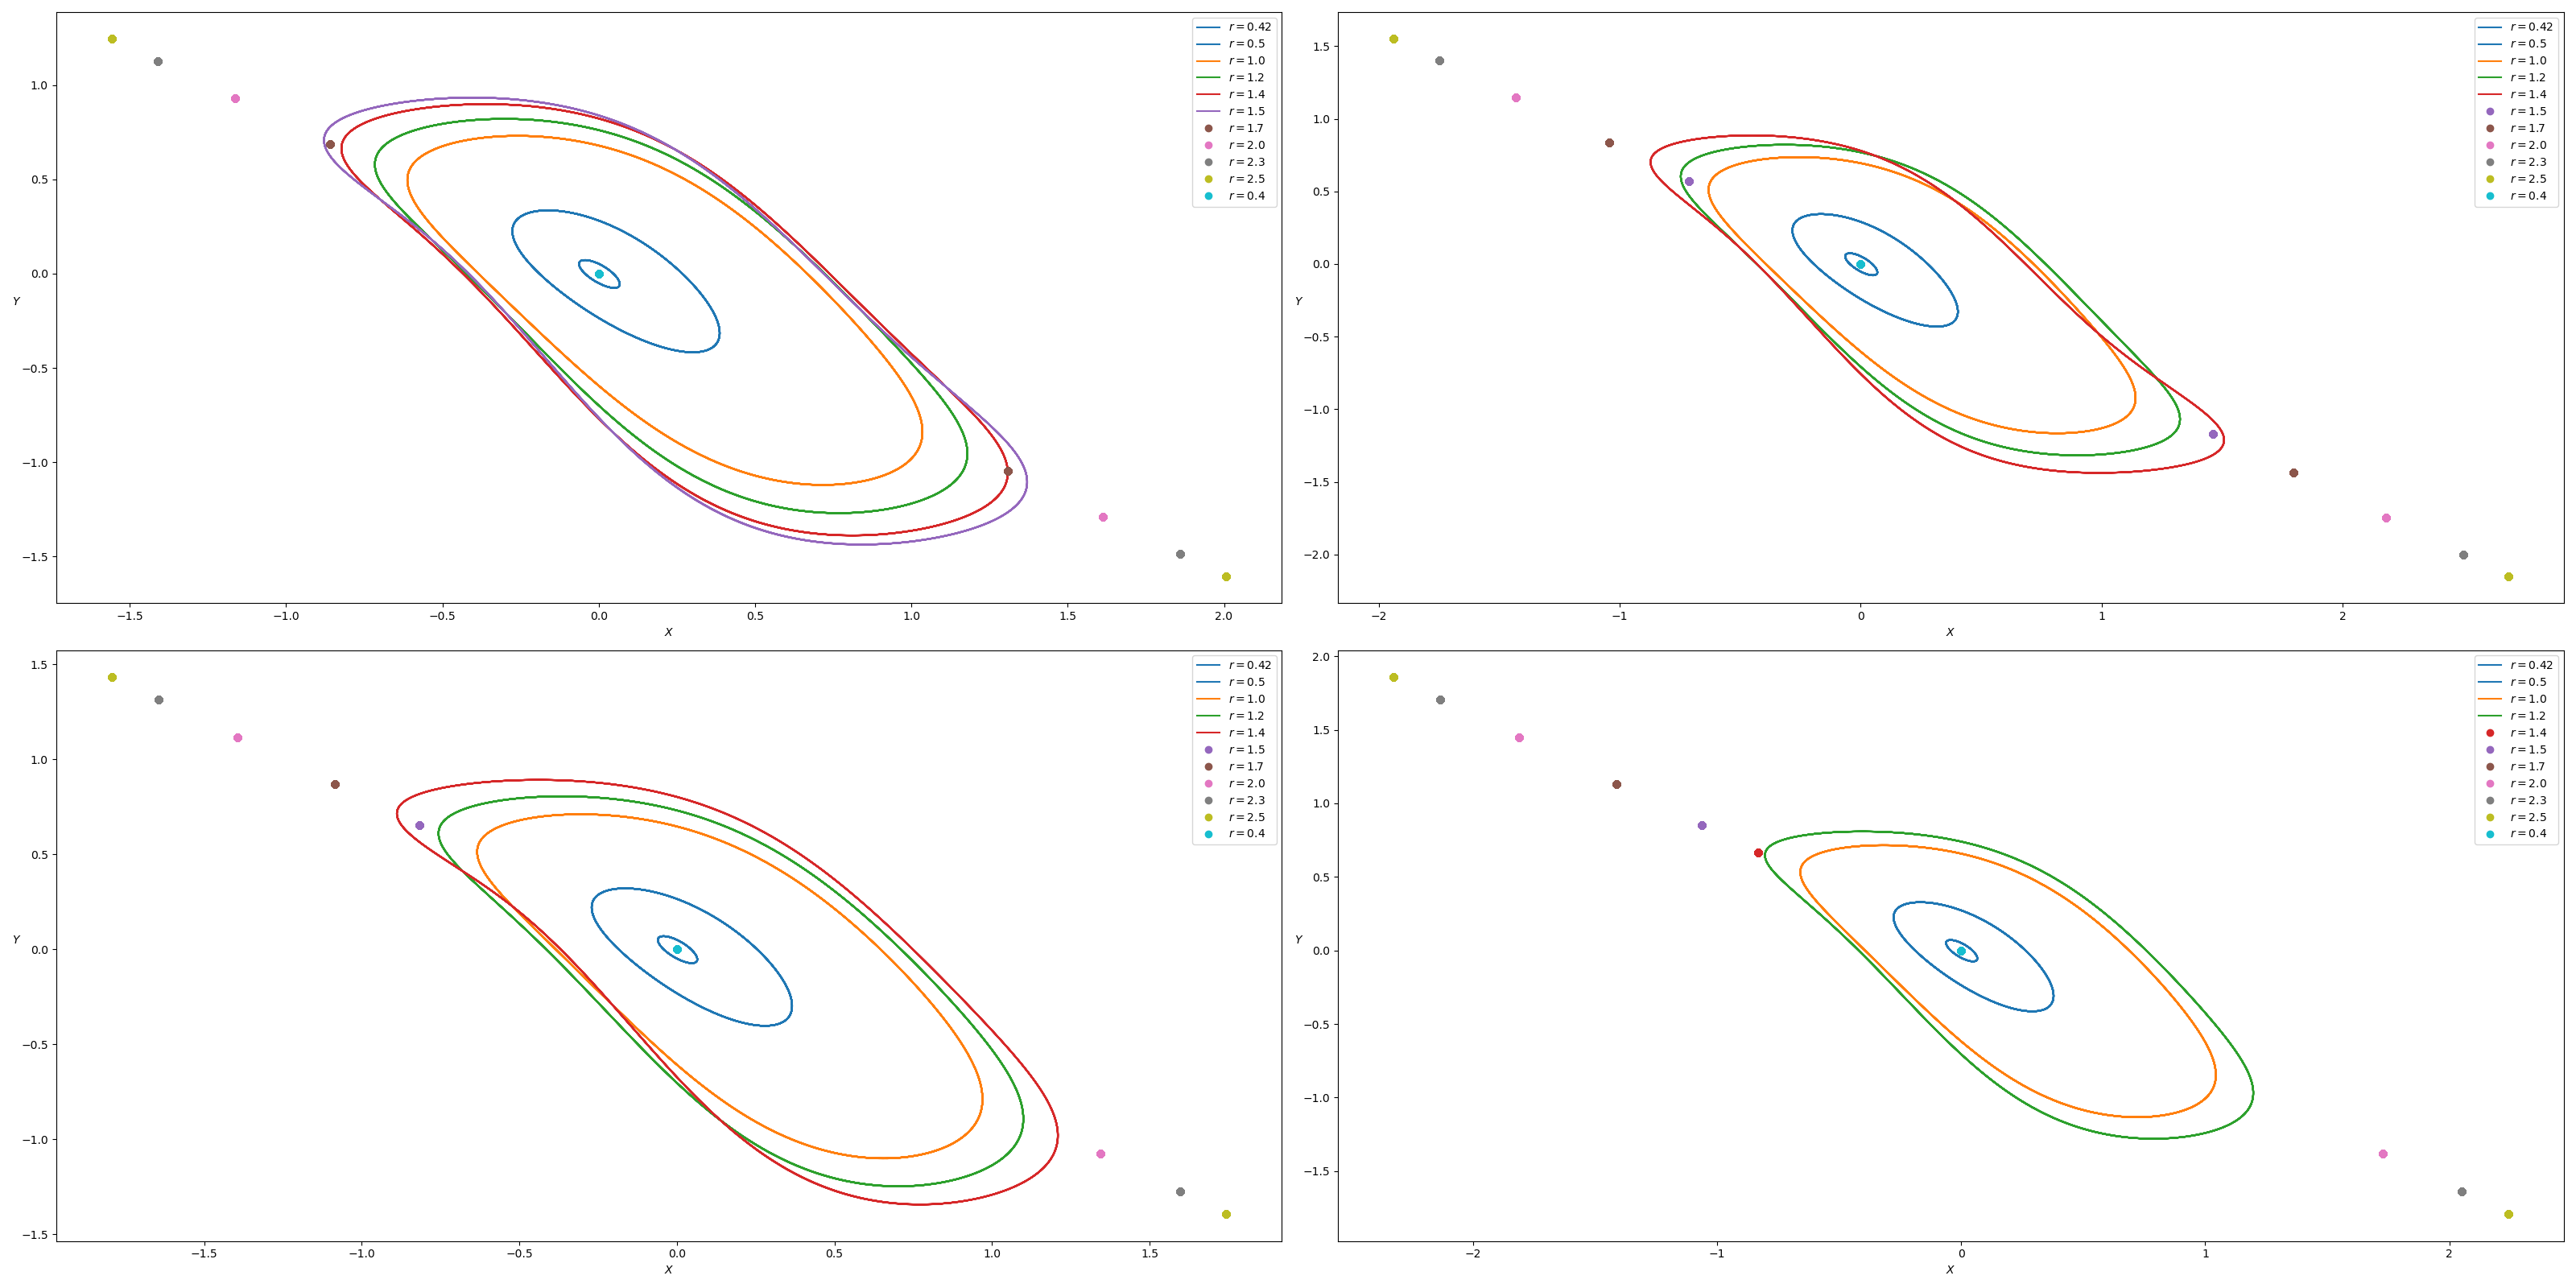 r = 0.42
r = 0.5
r = 1.0
r = 1.2
r = 1.4
r = 1.5
r = 1.7
r = 2.0
r = 2.3
r = 2.5
r = 0.4
1.0
0.5
0.0
−0.5
−1.0
−1.5
Y
−1.5 −1.0 −0.5 0.0 0.5 1.0 1.5 2.0
X
r = 0.42
r = 0.5
r = 1.0
r = 1.2
r = 1.4
r = 1.5
r = 1.7
r = 2.0
r = 2.3
r = 2.5
r = 0.4
1.5
1.0
0.5
0.0
−0.5
−1.0
−1.5
−2.0
Y
−2 −1 0 1 2
X
r = 0.42
r = 0.5
r = 1.0
r = 1.2
r = 1.4
r = 1.5
r = 1.7
r = 2.0
r = 2.3
r = 2.5
r = 0.4
1.5
1.0
0.5
0.0
−0.5
−1.0
−1.5
Y
−1.5 −1.0 −0.5 0.0 0.5 1.0 1.5
X
r = 0.42
r = 0.5
r = 1.0
r = 1.2
r = 1.4
r = 1.5
r = 1.7
r = 2.0
r = 2.3
r = 2.5
r = 0.4
2.0
1.5
1.0
0.5
0.0
−0.5
−1.0
−1.5
Y
−2 −1 0 1 2
X